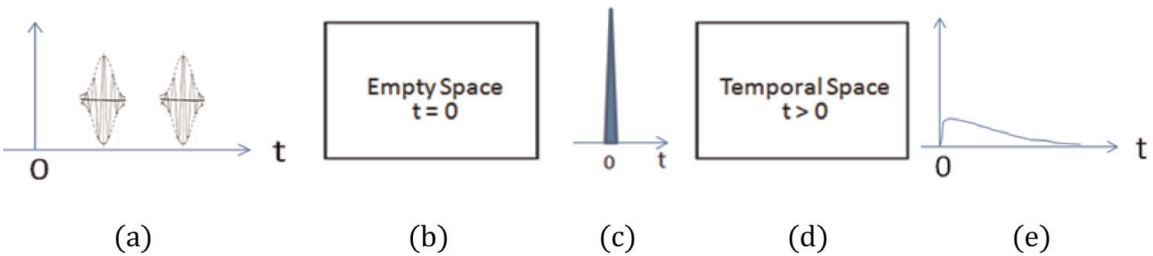 0
t
(a)
Empty Space
t = 0
(b)
0
t
(c)
Temporal Space
t > 0
(d)
0
t
(e)